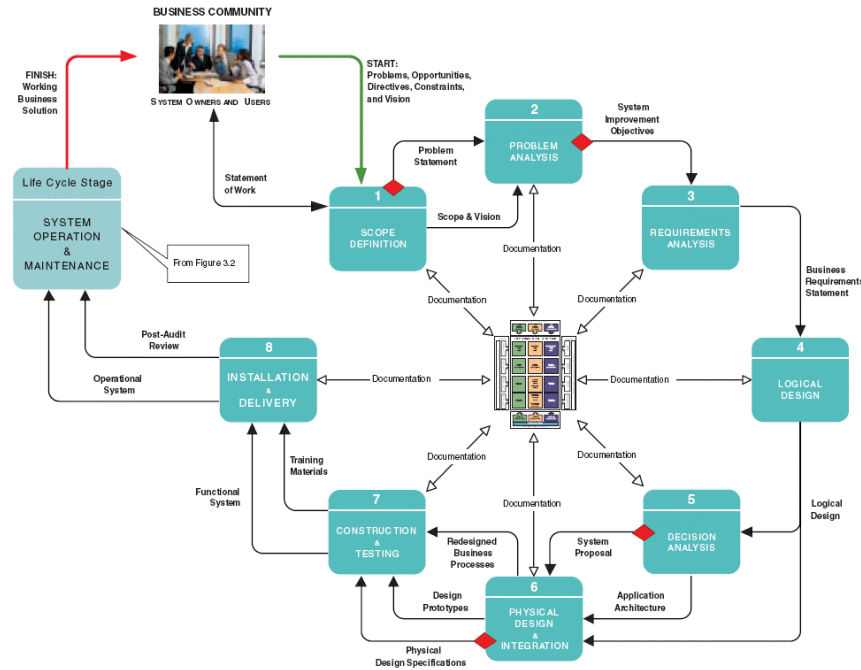 BUSINESS COMMUNITY
SYSTEM OWNERS AND USERS
FINISH:
Working
Business
Solution
START:
Problems, Opportunities,
Directives, Constraints,
and Vision
Statement
of Work
Life Cycle Stage
SYSTEM
OPERATION
&
MAINTENANCE
From Figure 3.2
1
SCOPE
DEFINITION
Problem
Statement
Scope & Vision
2
PROBLEM
ANALYSIS
System
Improvement
Objectives
3
REQUIREMENTS
ANALYSIS
Business
Requirements
Statement
Documentation
Documentation
Documentation
Post-Audit
Review
Operational
System
8
INSTALLATION
&
DELIVERY
Documentation
Documentation
4
LOGICAL
DESIGN
Logical
Design
Training
Materials
Functional
System
Documentation
Documentation
Documentation
7
CONSTRUCTION
&
TESTING
Redesigned
Business
Processes
System
Proposal
5
DECISION
ANALYSIS
Design
Prototypes
Application
Architecture
6
PHYSICAL
DESIGN
&
INTEGRATION
Physical
Design Specifications